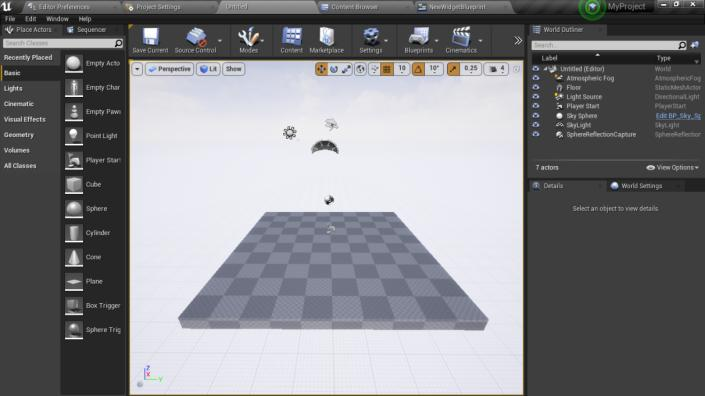 Editor Preferences
Project Settings
Untitled
Content Browser
NewWidgetBlueprint
MyProject
File Edit Window Help
Place Actors
Sequencer
Search Classes
Recently Placed
Basic
Lights
Cinematic
Visual Effects
Geometry
Volumes
All Classes
Empty Acto
Empty Char
Empty Pawn
Point Light
Player Start
Cube
Sphere
Cylinder
Cone
Plane
Box Trigger
Sphere Trig
Save Current
Source Control
Modes
Content
Marketplace
Settings
Blueprints
Cinematics
Perspective
Lit
Show
10
10°
0.25
4
Z
X
Y
World Outliner
Search...
Label Type
Untitled (Editor) World
Atmospheric Fog AtmosphericFog
Floor StaticMeshActor
Light Source DirectionalLight
Player Start PlayerStart
Sky Sphere Edit BP_Sky_Sp
SkyLight SkyLight
SphereReflectionCapture SphereReflection
7 actors
View Options
Details
World Settings
Select an object to view details